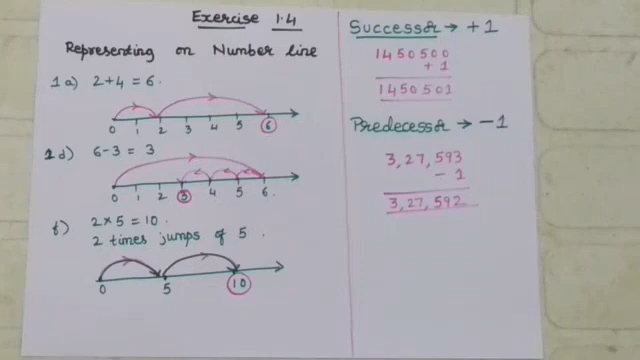 Exercise 1.4
Representing on Number line
1a) 2+4 = 6.
0 1 2 3 4 5 6
1d) 6-3 = 3
0 1 2 3 4 5 6.
f) 2×5 = 10.
2 times jumps of 5.
0 5 10
Successor → +1
1450500
+ 1
1450501
Predecessor → -1
3,27,593
- 1
3,27,592